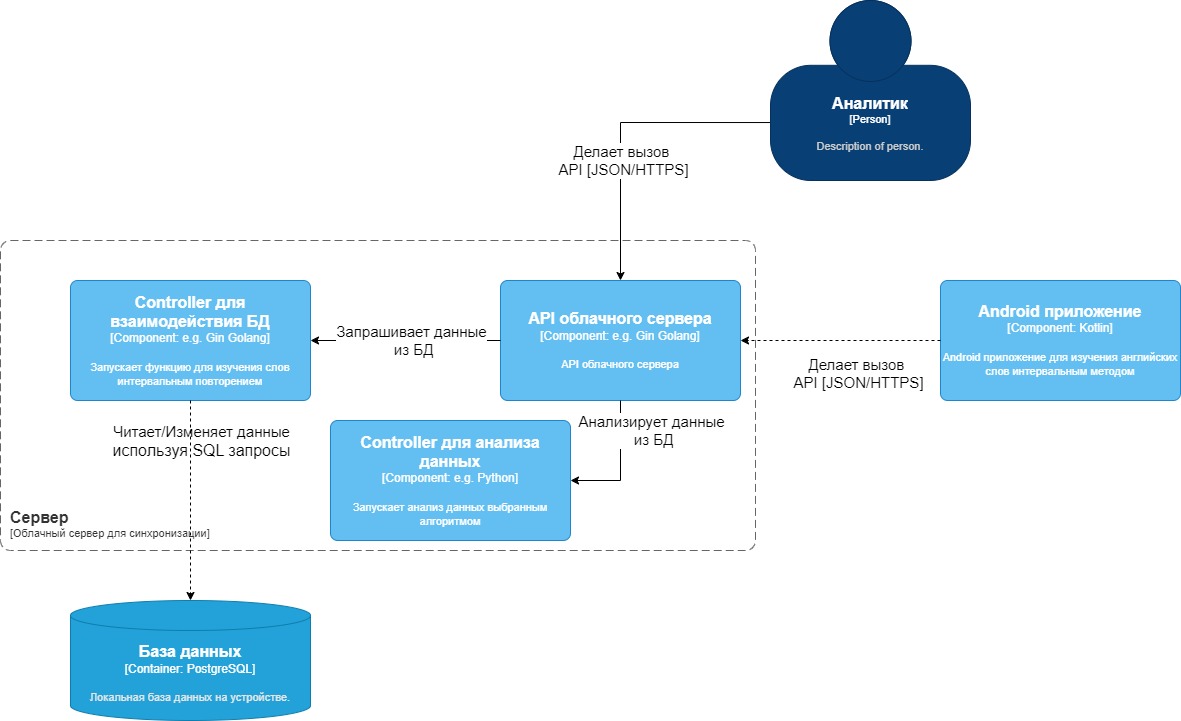 Аналитик
[Person]
Description of person.
Делает вызов
API [JSON/HTTPS]
Controller для
взаимодействия БД
[Component: e.g. Gin Golang]
Запускает функцию для изучения слов
интервальным повторением
Запрашивает данные
из БД
API облачного сервера
[Component: e.g. Gin Golang]
API облачного сервера
Делает вызов
API [JSON/HTTPS]
Android приложение
[Component: Kotlin]
Android приложение для изучения английских
слов интервальным методом
Читает/Изменяет данные
используя SQL запросы
Анализирует данные
из БД
Controller для анализа
данных
[Component: e.g. Python]
Запускает анализ данных выбранным
алгоритмом
Сервер
[Облачный сервер для синхронизации]
База данных
[Container: PostgreSQL]
Локальная база данных на устройстве.